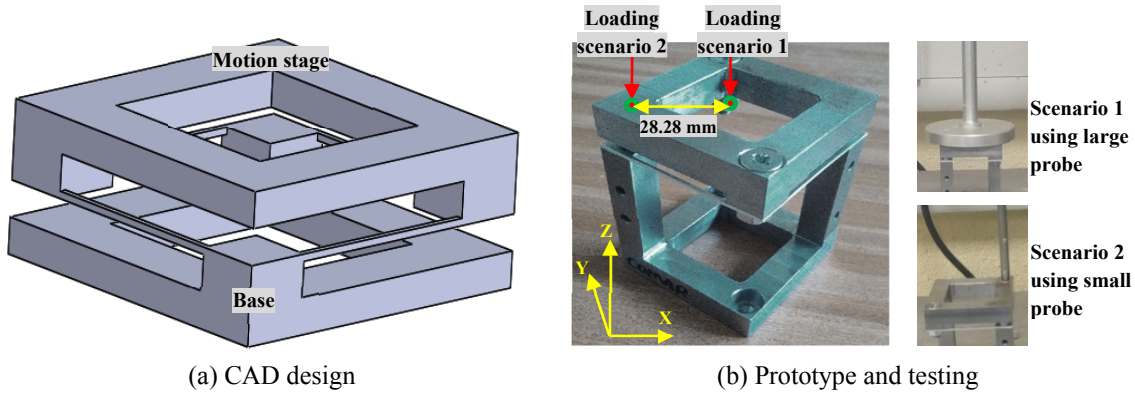 Motion stage
Base
(a) CAD design
Loading
scenario 2
Loading
scenario 1
28.28 mm
Z
Y
X
Scenario 1
using large
probe
Scenario 2
using small
probe
(b) Prototype and testing